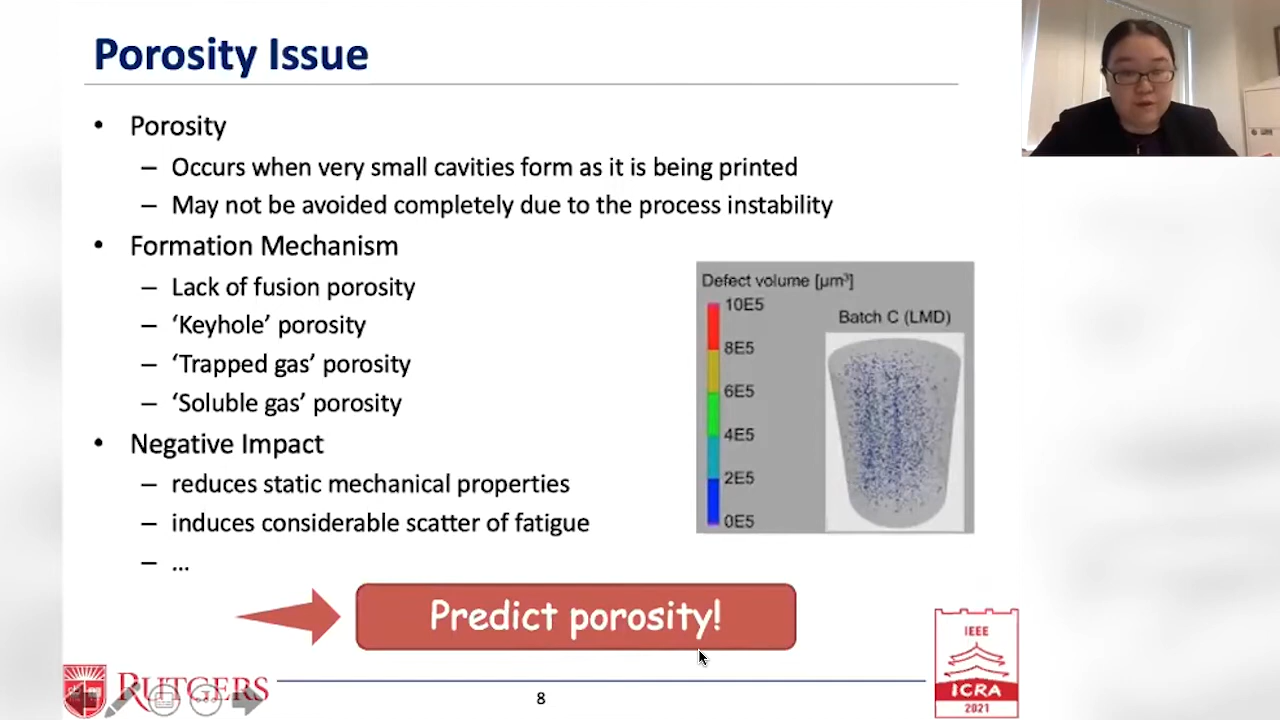 Porosity Issue
• Porosity
– Occurs when very small cavities form as it is being printed
– May not be avoided completely due to the process instability
• Formation Mechanism
– Lack of fusion porosity
– ‘Keyhole’ porosity
– ‘Trapped gas’ porosity
– ‘Soluble gas’ porosity
• Negative Impact
– reduces static mechanical properties
– induces considerable scatter of fatigue
– ...
Defect volume [µm³]
10E5
Batch C (LMD)
8E5
6E5
4E5
2E5
0E5
Predict porosity!
RUTGERS
8
IEEE
ICRA
2021